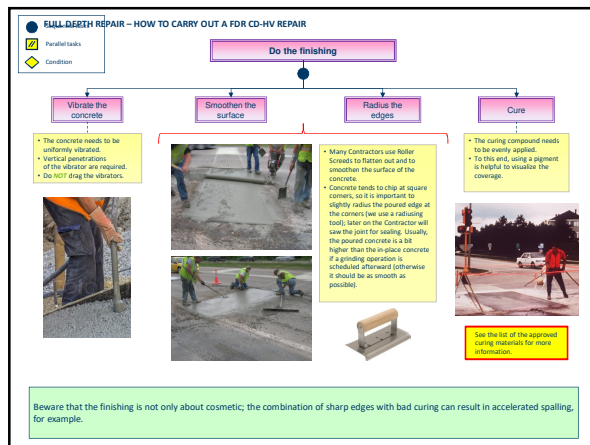 FULL DEPTH REPAIR – HOW TO CARRY OUT A FDR CD-HV REPAIR
Parallel tasks
Condition
Do the finishing
Vibrate the
concrete
Smoothen the
surface
Radius the
edges
Cure
• The concrete needs to be
uniformly vibrated.
• Vertical penetrations
of the vibrator are required.
• Do NOT drag the vibrators.
• Many Contractors use Roller
Screeds to flatten out and to
smoothen the surface of the
concrete.
• Concrete tends to chip at square
corners, so it is important to
slightly radius the poured edge at
the corners (we use a radiusing
tool); later on the Contractor will
saw the joint for sealing. Usually,
the poured concrete is a bit
higher than the in-place concrete
if a grinding operation is
scheduled afterward (otherwise
it should be as smooth as
possible).
• The curing compound needs
to be evenly applied.
• To this end, using a pigment
is helpful to visualize the
coverage.
See the list of the approved
curing materials for more
information.
Beware that the finishing is not only about cosmetic; the combination of sharp edges with bad curing can result in accelerated spalling,
for example.